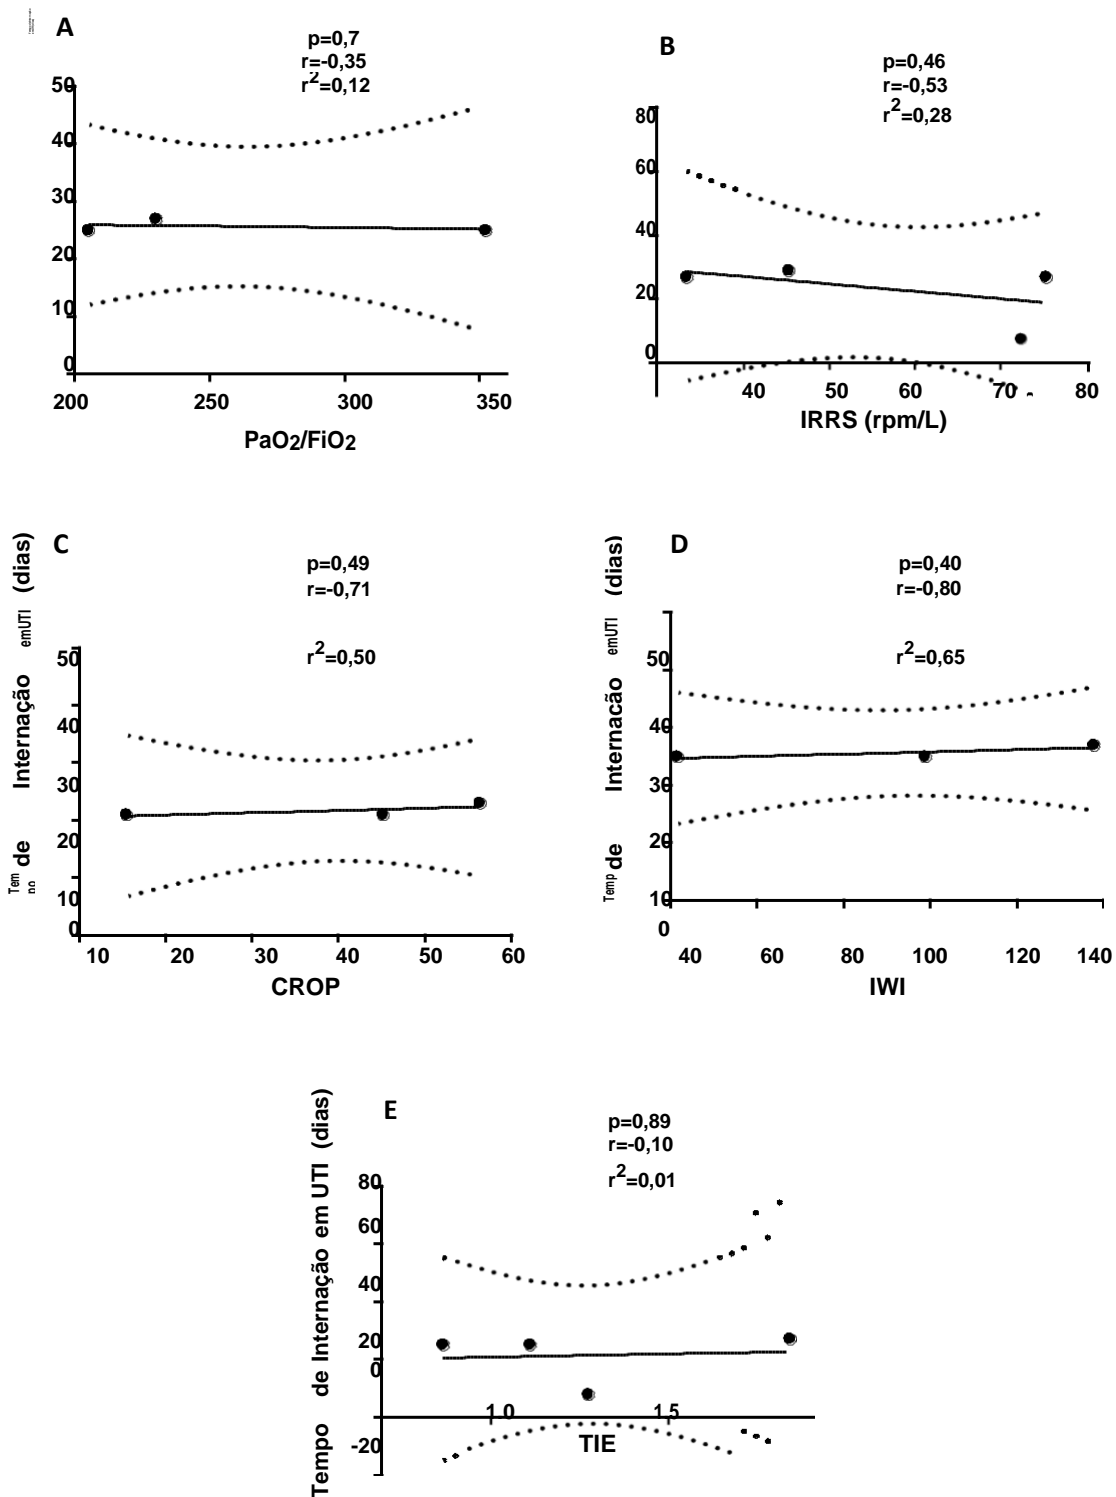 A
p=0,7
r=-0,35
r2=0,12
50
40
30
20
10
0
200
250
300
350
PaO2/FiO2
B
p=0,46
r=-0,53
r2=0,28
80
60
40
20
0
40
50
60
70
80
IRRS (rpm/L)
C
p=0,49
r=-0,71
r2=0,50
Tem
po
de
Internação
emUTI
(dias)
50
40
30
20
10
0
10
20
30
40
50
60
CROP
D
p=0,40
r=-0,80
r2=0,65
Temp
de
Internacão
emUTI
(dias)
50
40
30
20
10
0
40
60
80
100
120
140
IWI
E
p=0,89
r=-0,10
r2=0,01
Tempo de Internação em UTI (dias)
80
60
40
20
0
-20
1.0
1.5
TIE